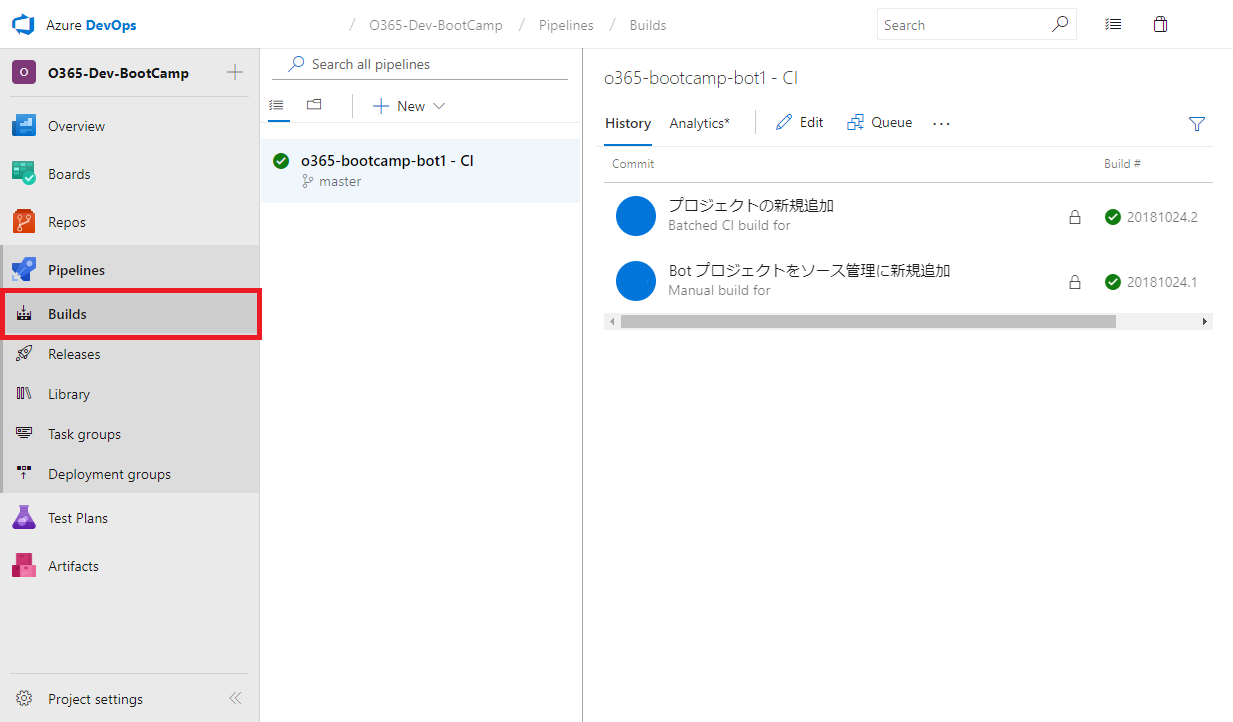 Azure DevOps / O365-Dev-BootCamp / Pipelines / Builds Search
O O365-Dev-BootCamp
Overview
Boards
Repos
Pipelines
Builds
Releases
Library
Task groups
Deployment groups
Test Plans
Artifacts
Project settings
Search all pipelines
New
o365-bootcamp-bot1 - CI
master
o365-bootcamp-bot1 - CI
History Analytics* Edit Queue ...
Commit Build #
プロジェクトの新規追加
Batched CI build for 20181024.2
Bot プロジェクトをソース管理に新規追加
Manual build for 20181024.1